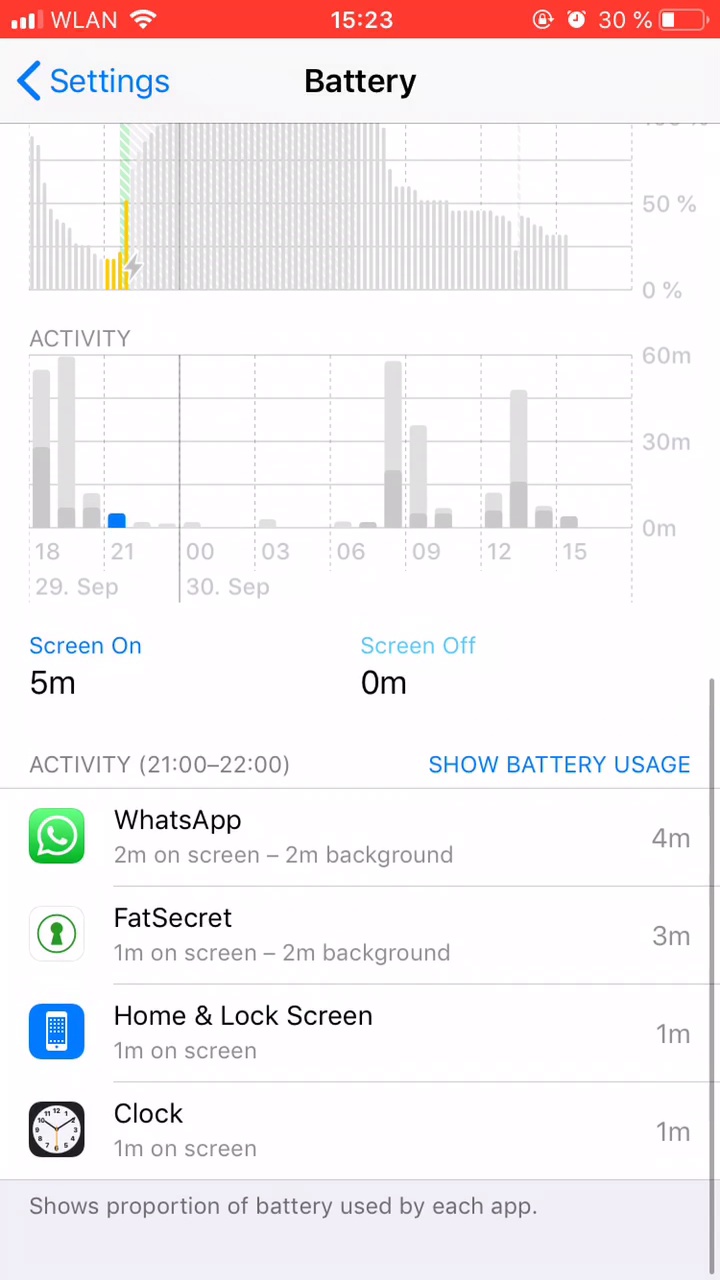 WLAN 15:23 30 %
Settings Battery
50 %
0 %
ACTIVITY
60m
30m
0m
18 21 00 03 06 09 12 15
29. Sep 30. Sep
Screen On Screen Off
5m 0m
ACTIVITY (21:00–22:00) SHOW BATTERY USAGE
WhatsApp
2m on screen – 2m background 4m
FatSecret
1m on screen – 2m background 3m
Home & Lock Screen
1m on screen 1m
Clock
1m on screen 1m
Shows proportion of battery used by each app.